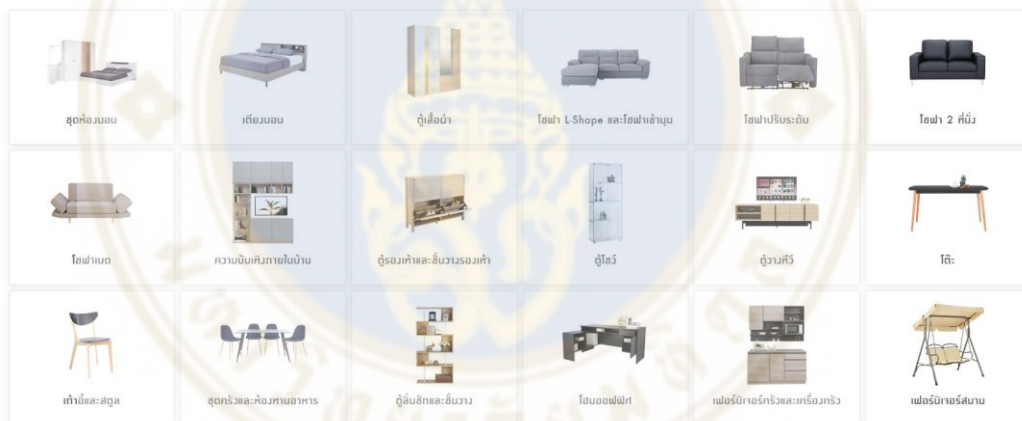 ชุดห้องนอน
เตียงนอน
ตู้เสื้อผ้า
โซฟา L-Shape และโซฟาเข้ามุม
โซฟาปรับระดับ
โซฟา 2 ที่นั่ง
โซฟาเบด
ความบันเทิงภายในบ้าน
ตู้รองเท้าและชั้นวางรองเท้า
ตู้โชว์
ตู้วางทีวี
โต๊ะ
เก้าอี้และสตูล
ชุดครัวและห้องทานอาหาร
ตู้ลิ้นชักและชั้นวาง
โฮมออฟฟิศ
เฟอร์นิเจอร์ครัวและเครื่องครัว
เฟอร์นิเจอร์สนาม